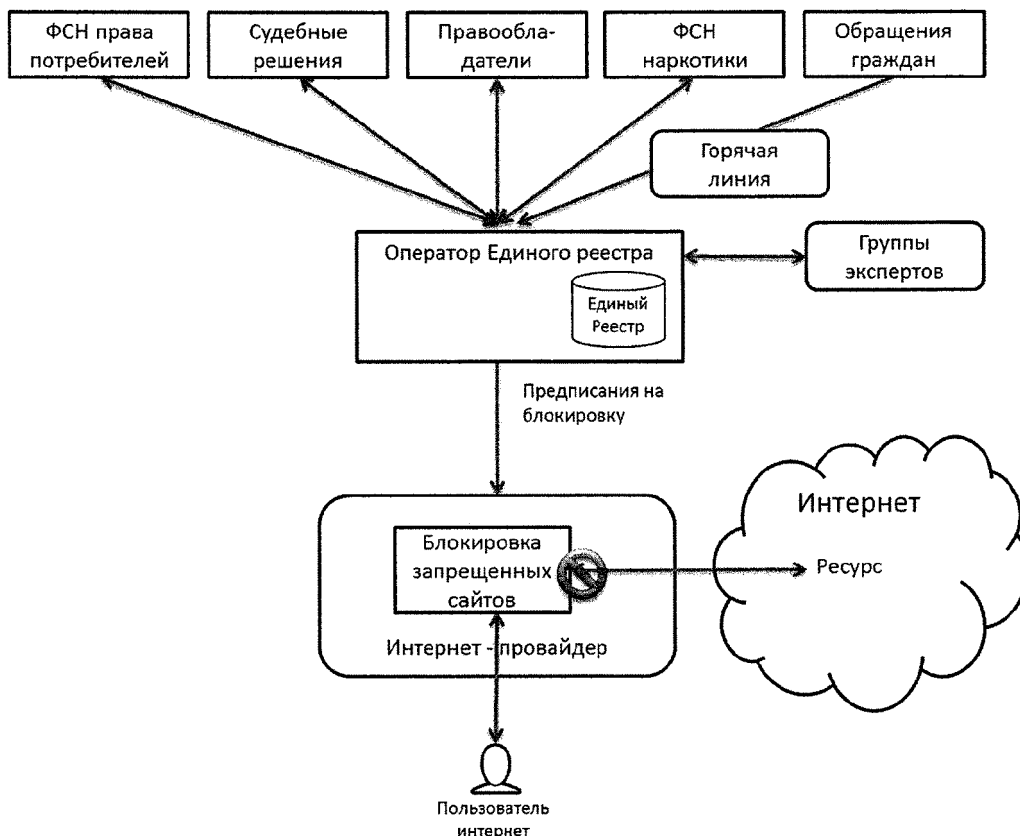 ФСН права
потребителей
Судебные
решения
Правообла-
датели
ФСН
наркотики
Обращения
граждан
Горячая
линия
Оператор Единого реестра
Группы
экспертов
Единый
Реестр
Предписания на
блокировку
Интернет
Блокировка
запрещенных
сайтов
Ресурс
Интернет - провайдер
Пользователь
интернет